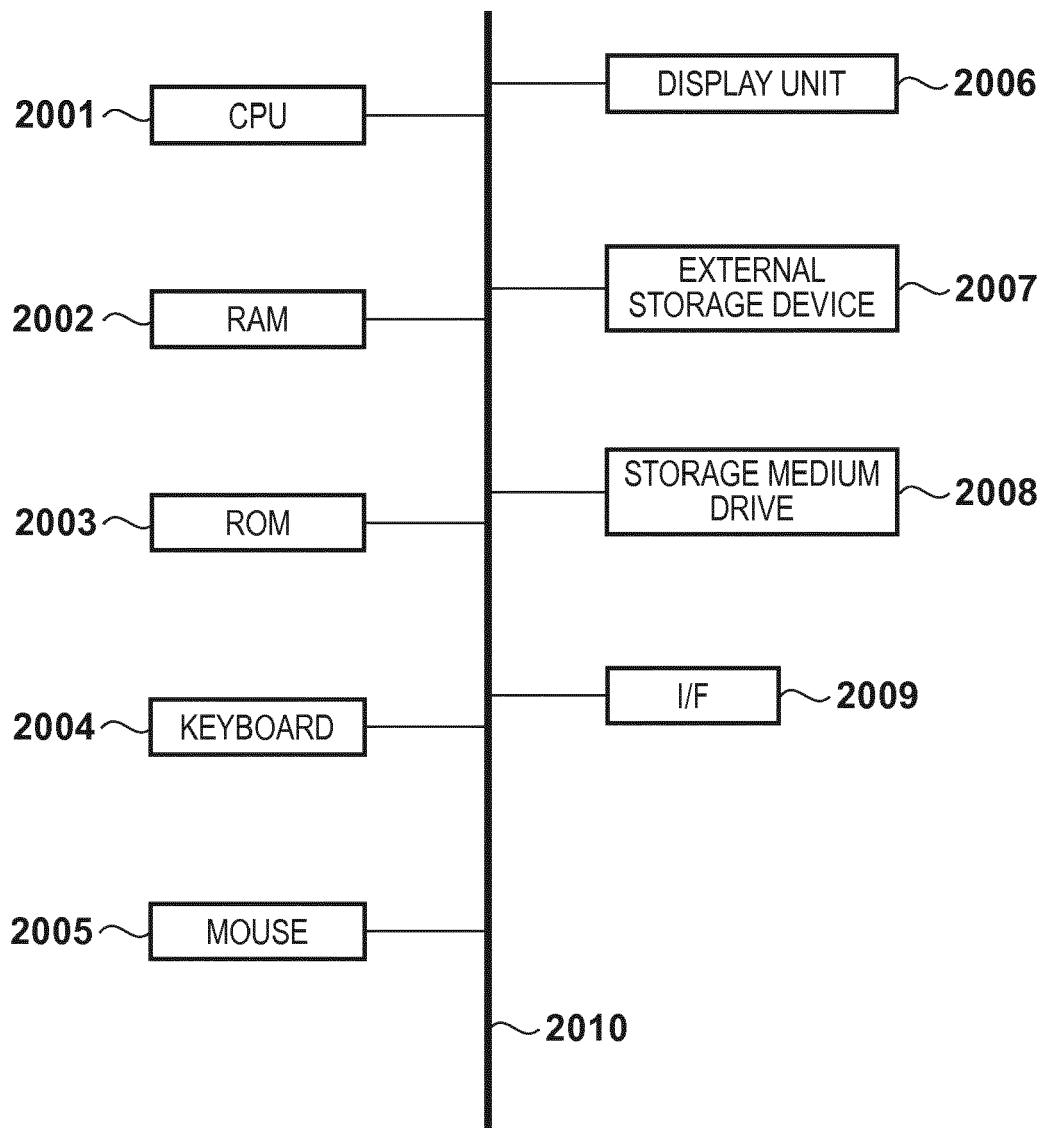 2001
CPU
2002
RAM
2003
ROM
2004
KEYBOARD
2005
MOUSE
DISPLAY UNIT
2006
EXTERNAL
STORAGE DEVICE
2007
STORAGE MEDIUM
DRIVE
2008
I/F
2009
2010